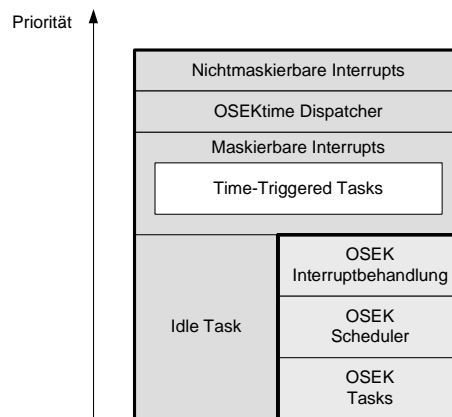 Priorität
Nichtmaskierbare Interrupts
OSEKtime Dispatcher
Maskierbare Interrupts
Time-Triggered Tasks
Idle Task
OSEK
Interruptbehandlung
OSEK
Scheduler
OSEK
Tasks